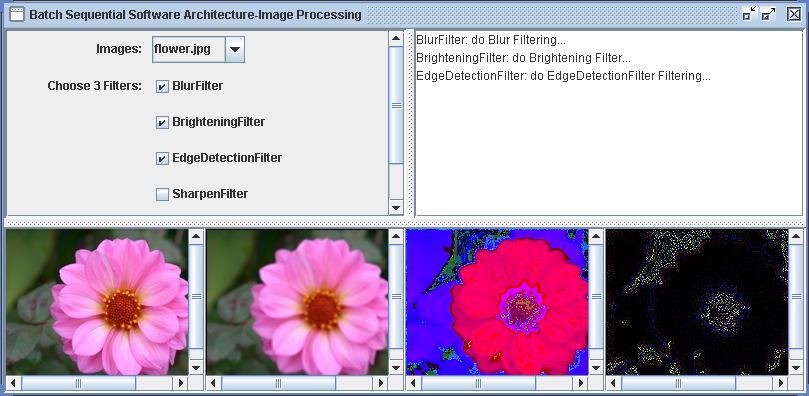 Batch Sequential Software Architecture-Image Processing
Images: flower.jpg
Choose 3 Filters: BlurFilter
BrighteningFilter
EdgeDetectionFilter
SharpenFilter
BlurFilter: do Blur Filtering...
BrighteningFilter: do Brightening Filter...
EdgeDetectionFilter: do EdgeDetectionFilter Filtering...